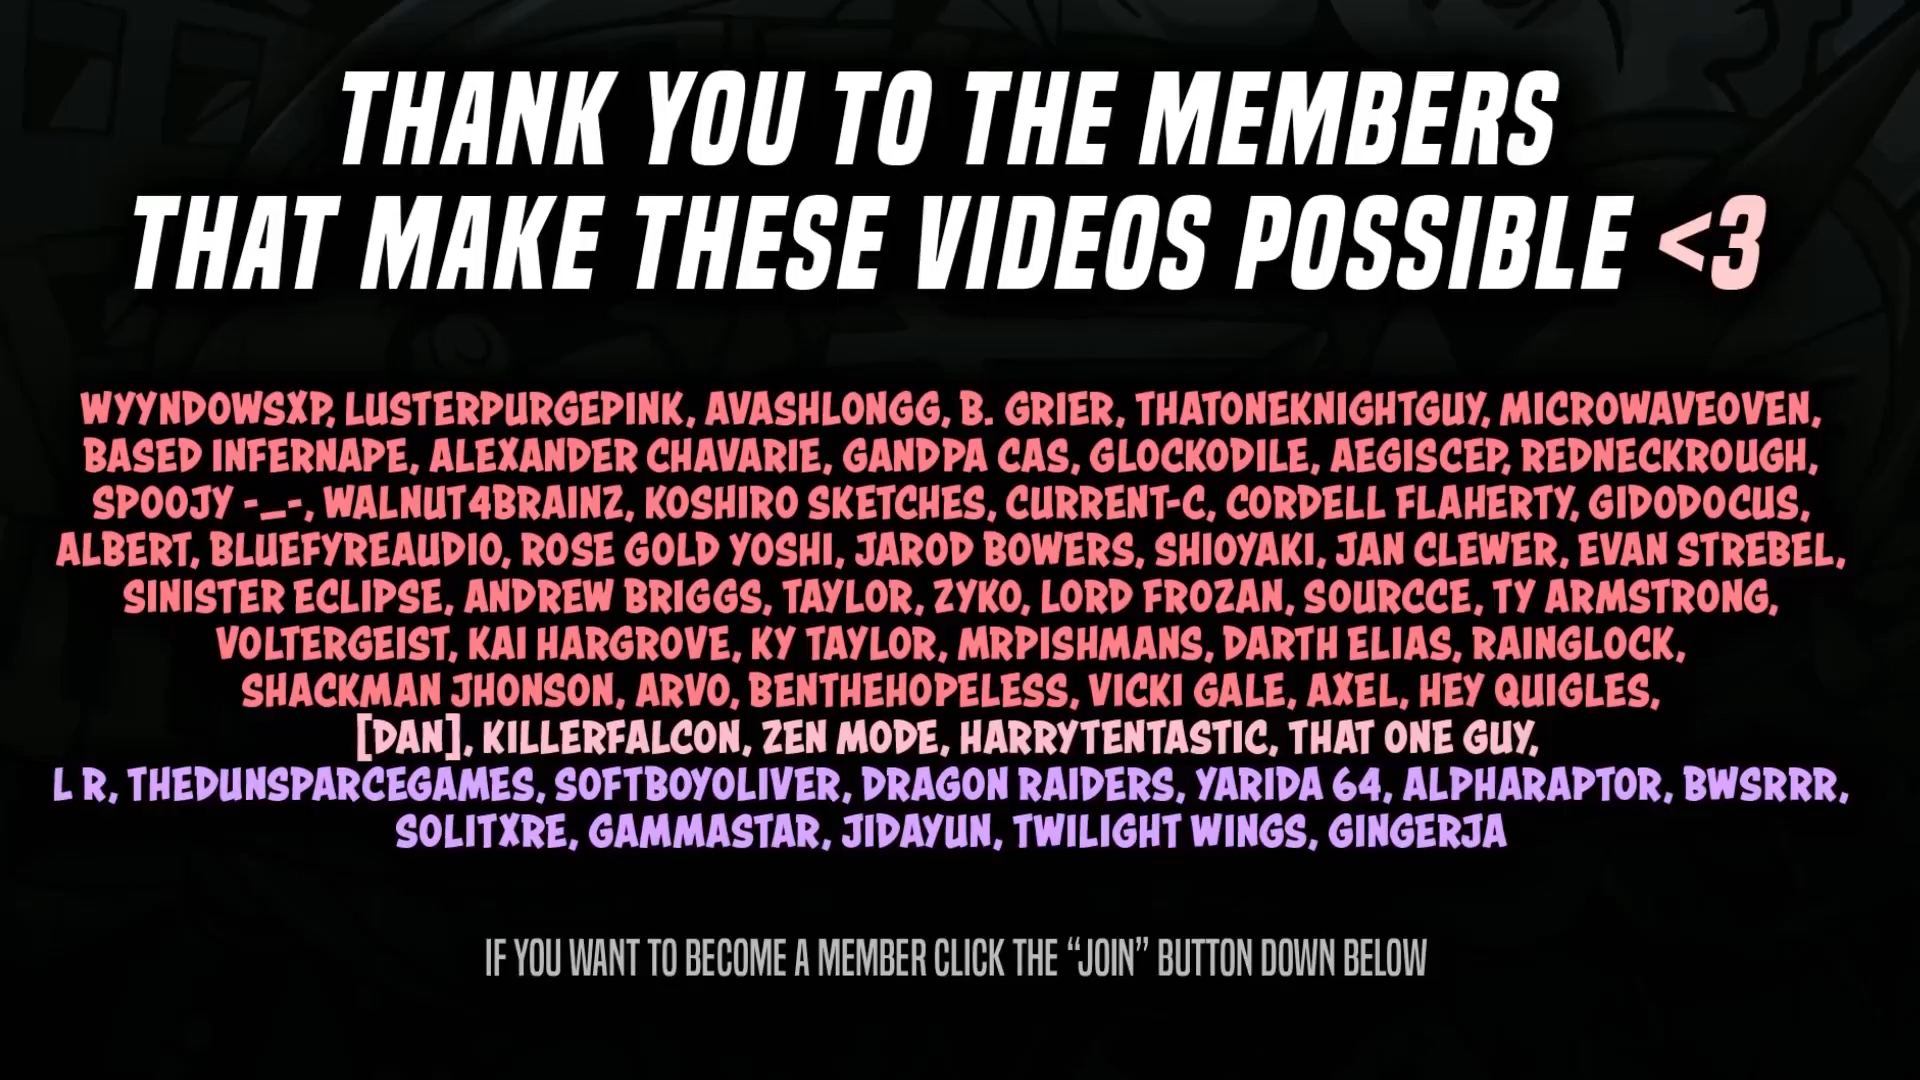 THANK YOU TO THE MEMBERS
THAT MAKE THESE VIDEOS POSSIBLE <3
WYYNDOWSXP, LUSTERPURGEPINK, AVASHLONGG, B. GRIER, THATONEKNIGHTGUY, MICROWAVEOVEN,
BASED INFERNAPE, ALEXANDER CHAVARIE, GANDPA CAS, GLOCKODILE, AEGISCEP, REDNECKROUGH,
SPOOJY -_-, WALNUT4BRAINZ, KOSHIRO SKETCHES, CURRENT-C, CORDELL FLAHERTY, GIDODOCUS,
ALBERT, BLUEFYREAUDIO, ROSE GOLD YOSHI, JAROD BOWERS, SHIOYAKI, JAN CLEWER, EVAN STREBEL,
SINISTER ECLIPSE, ANDREW BRIGGS, TAYLOR, ZYKO, LORD FROZAN, SOURCCE, TY ARMSTRONG,
VOLTERGEIST, KAI HARGROVE, KY TAYLOR, MRPISHMANS, DARTH ELIAS, RAINGLOCK,
SHACKMAN JHONSON, ARVO, BENTHEHOPELESS, VICKI GALE, AXEL, HEY QUIGLES,
[DAN], KILLERFALCON, ZEN MODE, HARRYTENTASTIC, THAT ONE GUY,
L R, THEDUNSPARCEGAMES, SOFTBOYOLIVER, DRAGON RAIDERS, YARIDA 64, ALPHARAPTOR, BWSRRR,
SOLITXRE, GAMMASTAR, JIDAYUN, TWILIGHT WINGS, GINGERJA
IF YOU WANT TO BECOME A MEMBER CLICK THE “JOIN” BUTTON DOWN BELOW